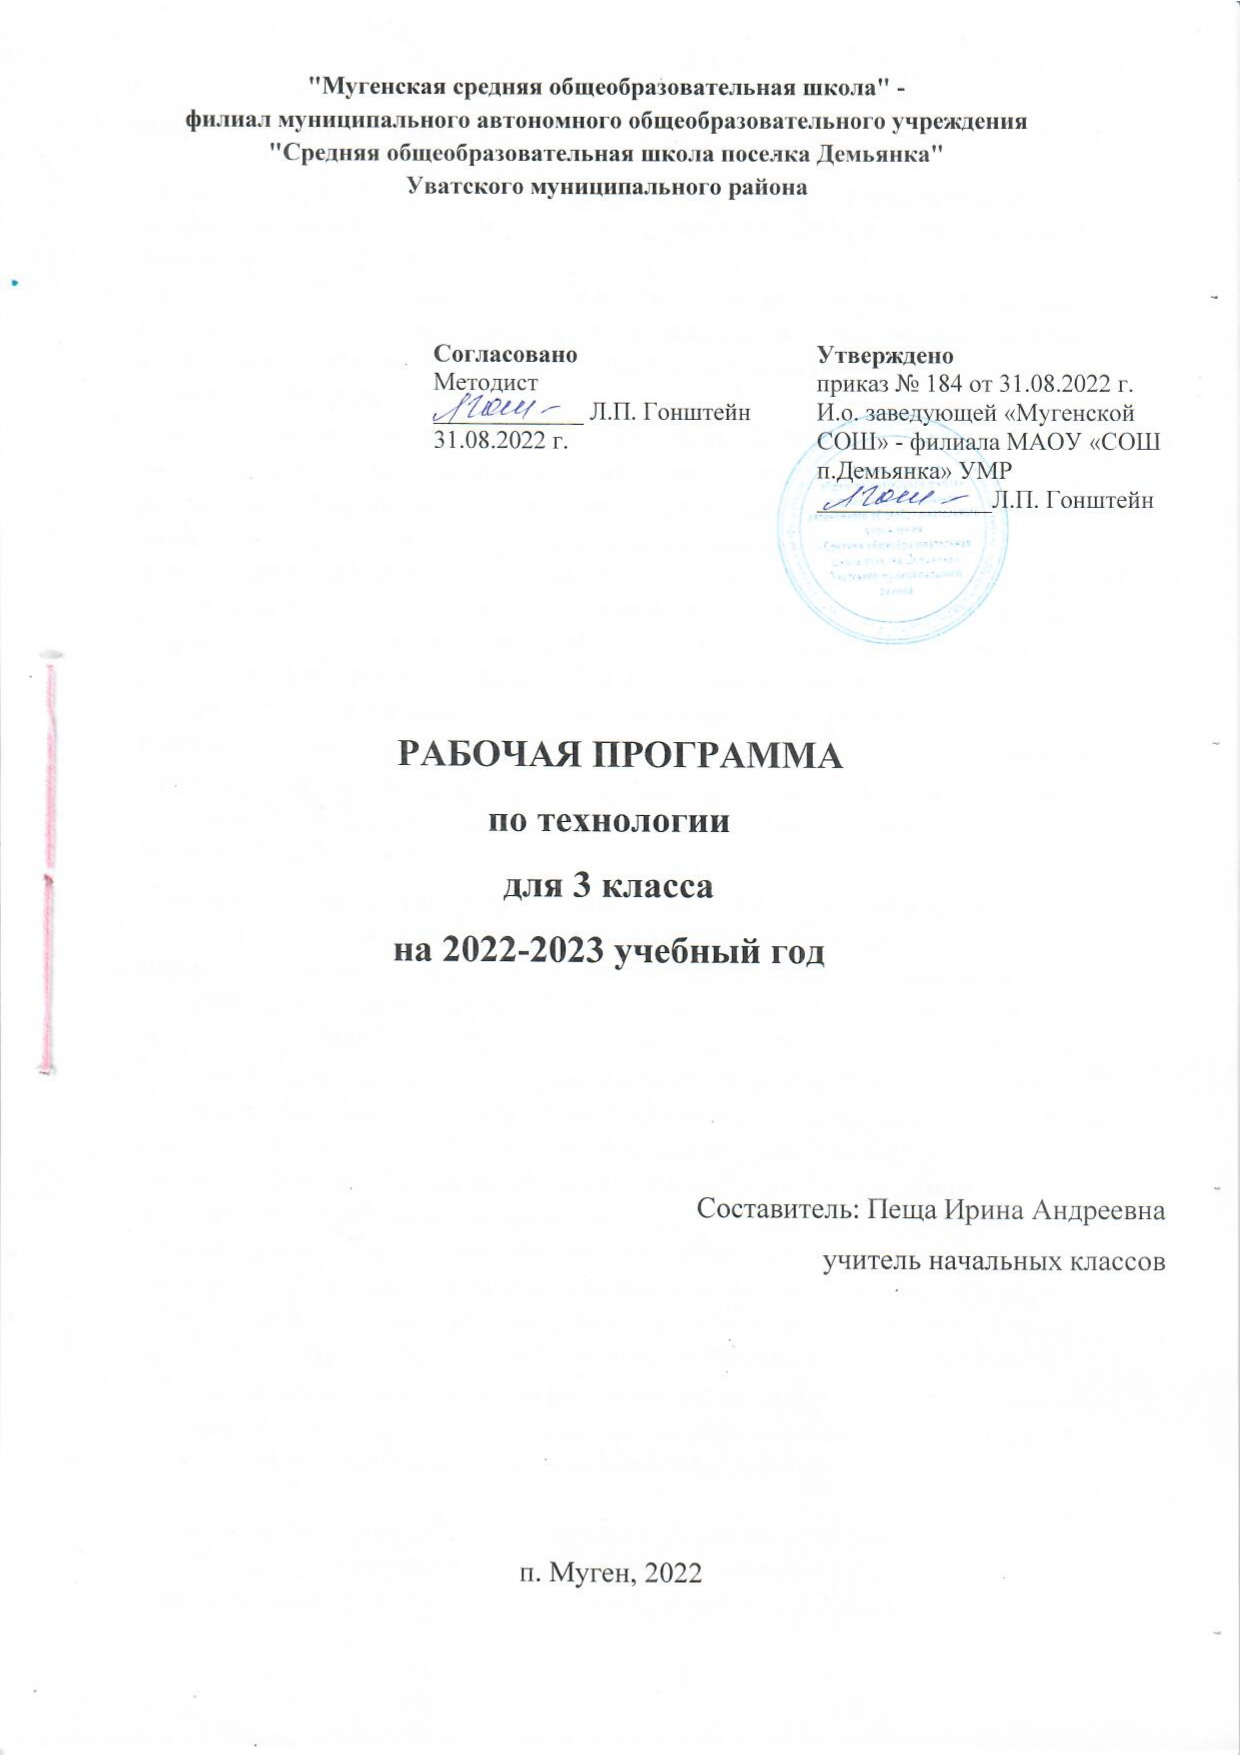 "Мугенская средняя общеобразовательная школа" -
филиал муниципального автономного общеобразовательного учреждения
"Средняя общеобразовательная школа поселка Демьянка"
Уватского муниципального района
Согласовано
Методист
Л.П. Гонштейн
31.08.2022 г.
Утверждено
приказ № 184 от 31.08.2022 г.
И.о. заведующей «Мугенской
СОШ» - филиала МАОУ «СОШ
п.Демьянка» УМР
Л.П. Гонштейн
РАБОЧАЯ ПРОГРАММА
по технологии
для 3 класса
на 2022-2023 учебный год
Составитель: Пеща Ирина Андреевна
учитель начальных классов
п. Муген, 2022